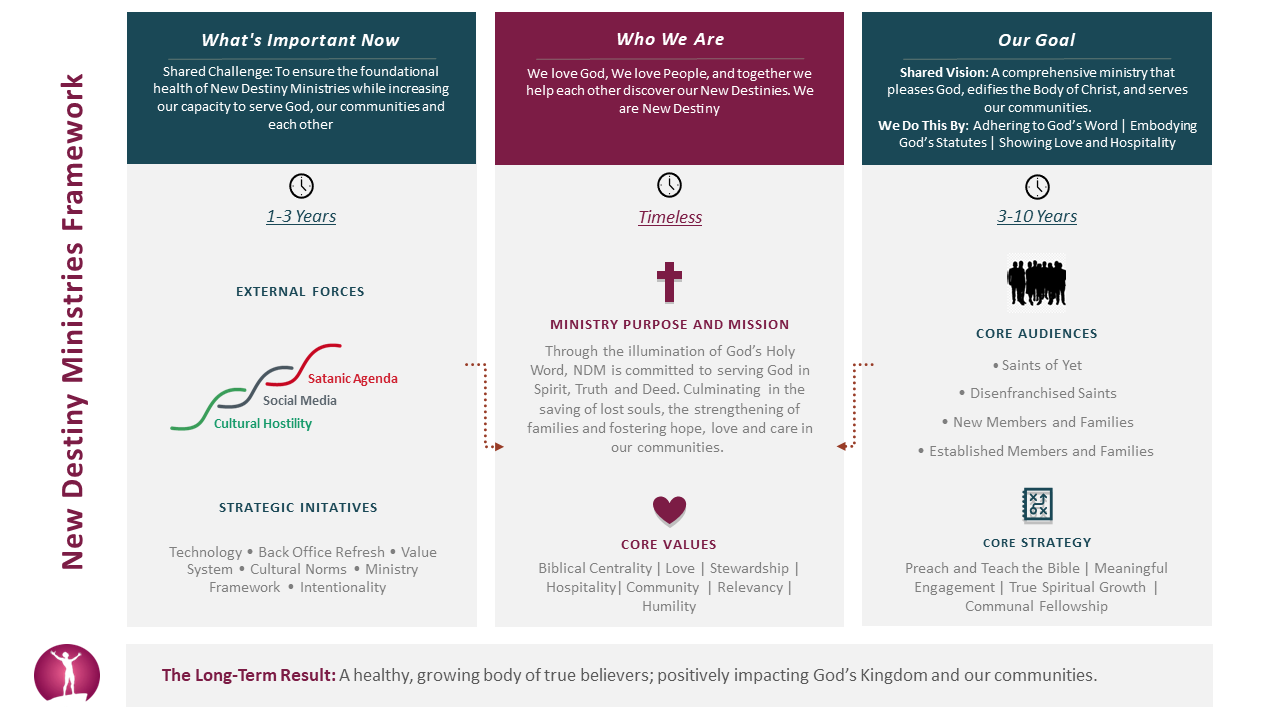 New Destiny Ministries Framework
What's Important Now
Shared Challenge: To ensure the foundational
health of New Destiny Ministries while increasing
our capacity to serve God, our communities and
each other
1-3 Years
EXTERNAL FORCES
Satanic Agenda
Social Media
Cultural Hostility
STRATEGIC INITATIVES
Technology • Back Office Refresh • Value
System • Cultural Norms • Ministry
Framework • Intentionality
Who We Are
We love God, We love People, and together we
help each other discover our New Destinies. We
are New Destiny
Timeless
MINISTRY PURPOSE AND MISSION
Through the illumination of God’s Holy
Word, NDM is committed to serving God in
Spirit, Truth and Deed. Culminating in the
saving of lost souls, the strengthening of
families and fostering hope, love and care in
our communities.
CORE VALUES
Biblical Centrality | Love | Stewardship |
Hospitality| Community | Relevancy |
Humility
Our Goal
Shared Vision: A comprehensive ministry that
pleases God, edifies the Body of Christ, and serves
our communities.
We Do This By: Adhering to God’s Word | Embodying
God’s Statutes | Showing Love and Hospitality
3-10 Years
CORE AUDIENCES
• Saints of Yet
• Disenfranchised Saints
• New Members and Families
• Established Members and Families
CORE STRATEGY
Preach and Teach the Bible | Meaningful
Engagement | True Spiritual Growth |
Communal Fellowship
The Long-Term Result: A healthy, growing body of true believers; positively impacting God’s Kingdom and our communities.